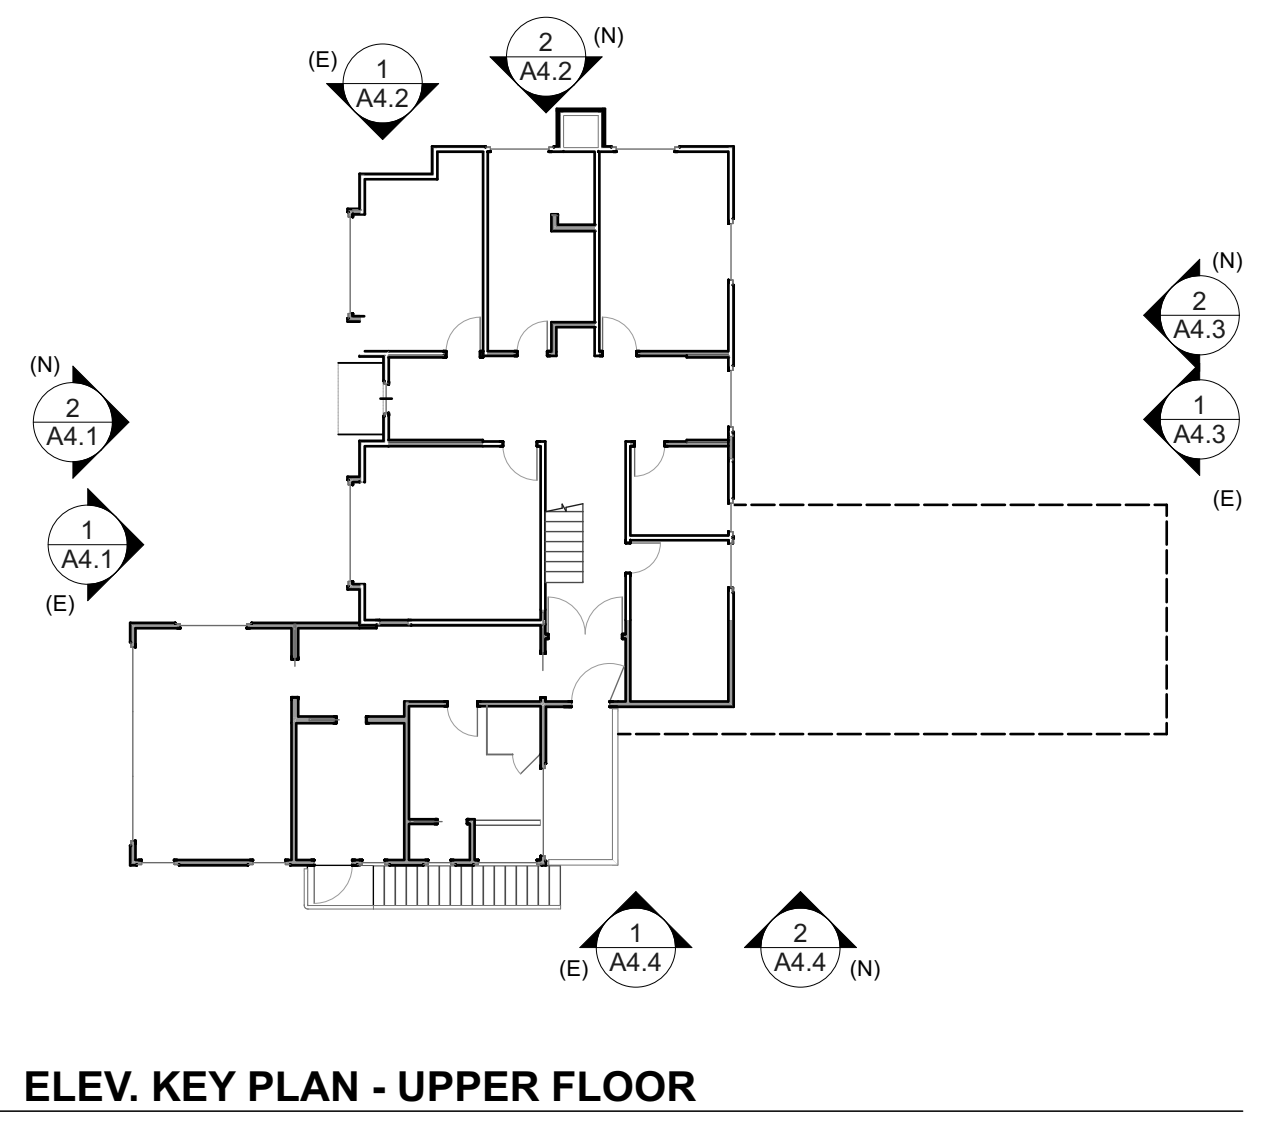 (E)
1
A4.2
2
A4.2
(N)
(N)
2
A4.3
1
A4.3
(E)
(N)
2
A4.1
1
A4.1
(E)
1
A4.4
(E)
2
A4.4
(N)
ELEV. KEY PLAN - UPPER FLOOR